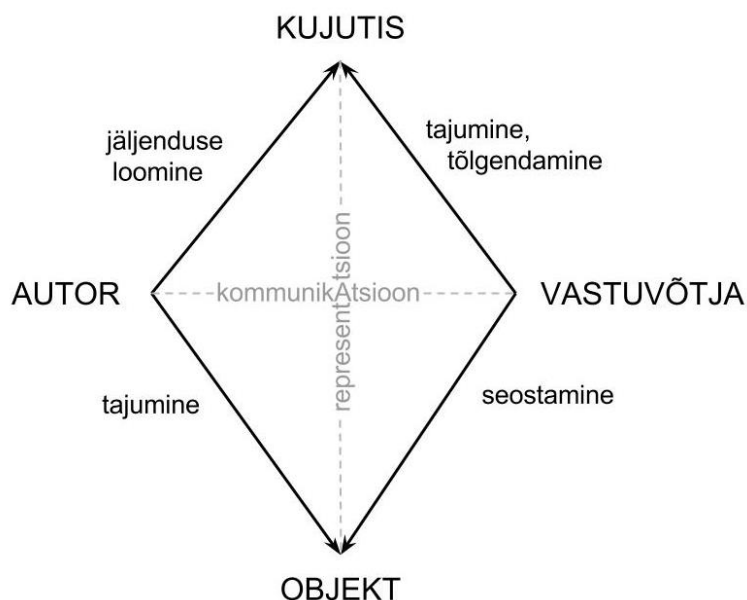 KUJUTIS
jäljenduse
loomine
tajumine,
tõlgendamine
AUTOR
kommunikAtsioon
representAtsioon
VASTUVÕTJA
tajumine
seostamine
OBJEKT